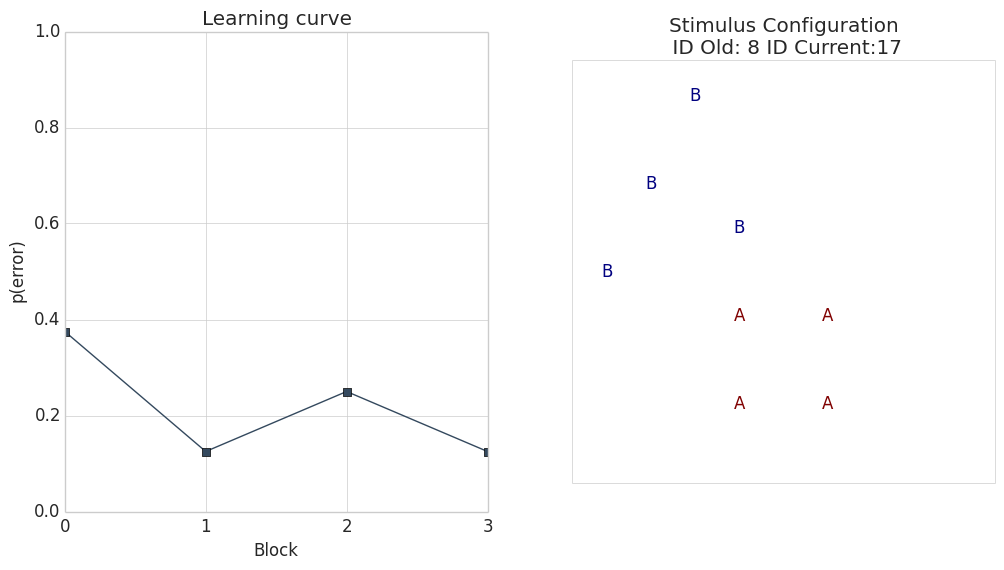 Learning curve
1.0
0.8
0.6
0.4
0.2
0.0
0 1 2 3
p(error)
Block
Stimulus Configuration
ID Old: 8 ID Current:17
B
B
B
B
A A
A A